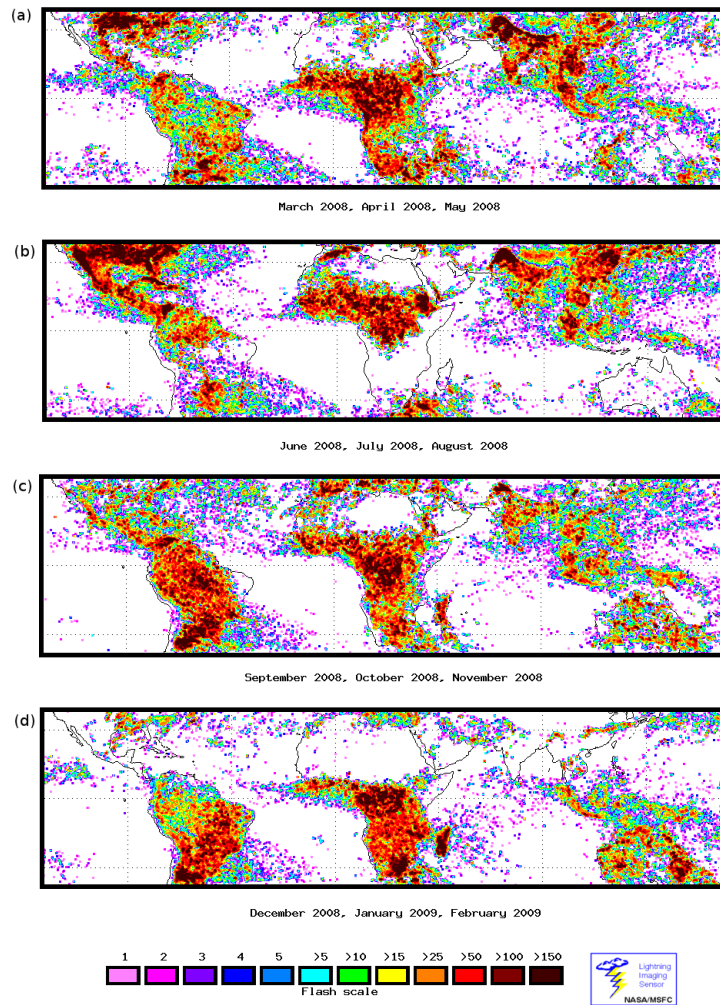 (a)
March 2008, April 2008, May 2008
(b)
June 2008, July 2008, August 2008
(c)
September 2008, October 2008, November 2008
(d)
December 2008, January 2009, February 2009
1 2 3 4 5 >5 >10 >15 >25 >50 >100 >150
Flash scale
Lightning
Imaging
Sensor
NASA/MSFC